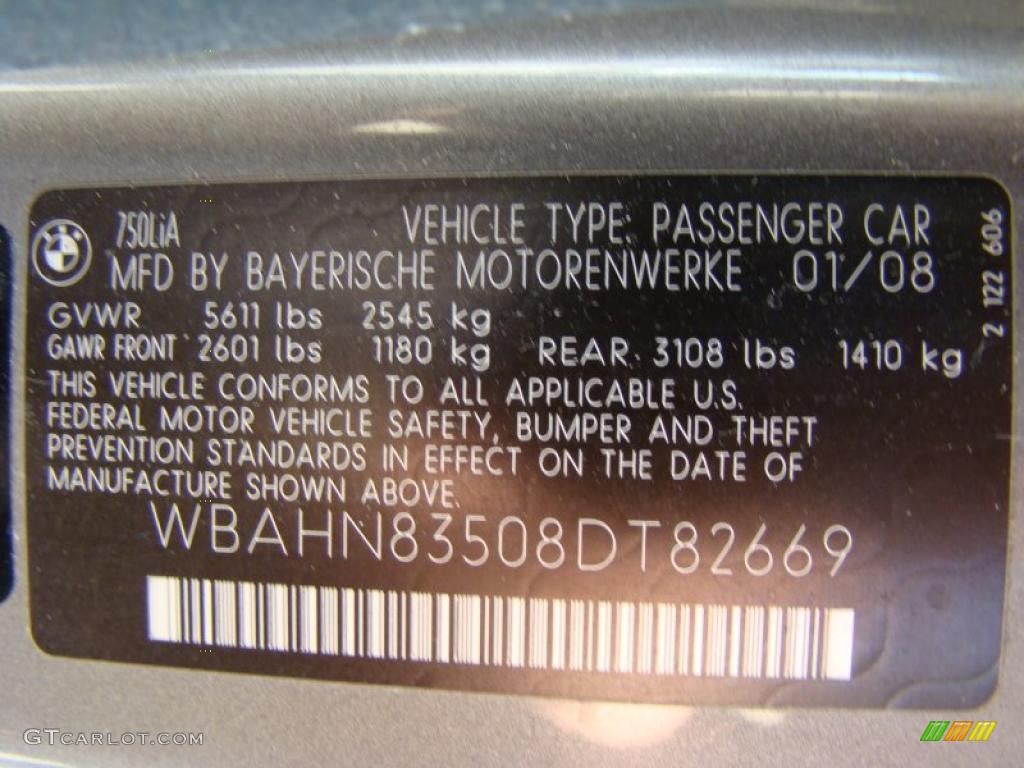 750LiA VEHICLE TYPE: PASSENGER CAR
MFD BY BAYERISCHE MOTORENWERKE 01/08
GVWR 5611 lbs 2545 kg
GAWR FRONT 2601 lbs 1180 kg REAR: 3108 lbs 1410 kg
THIS VEHICLE CONFORMS TO ALL APPLICABLE U.S.
FEDERAL MOTOR VEHICLE SAFETY, BUMPER AND THEFT
PREVENTION STANDARDS IN EFFECT ON THE DATE OF
MANUFACTURE SHOWN ABOVE.
WBAHN83508DT82669
2 122 606
GTCARLOT.COM